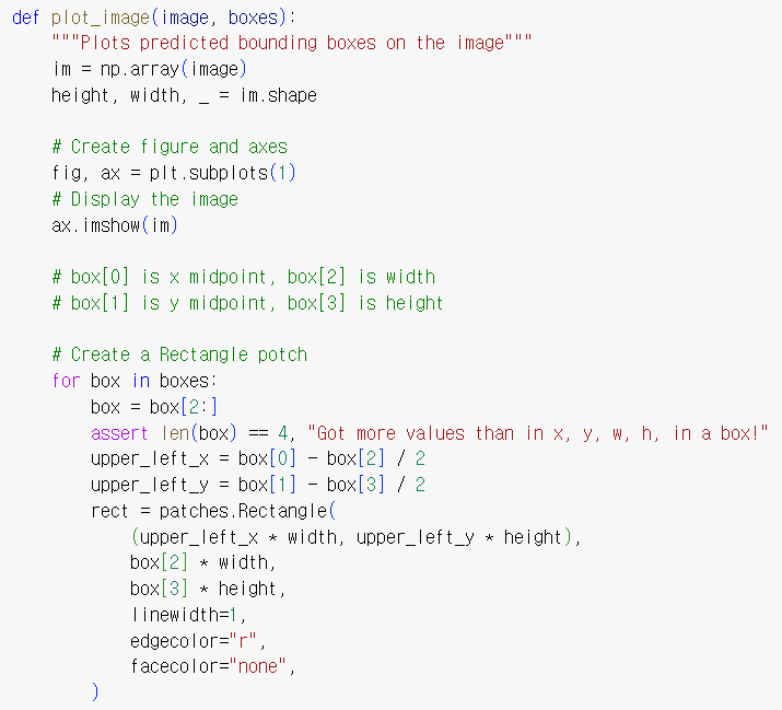 def plot_image(image, boxes):
    """Plots predicted bounding boxes on the image"""
    im = np.array(image)
    height, width, _ = im.shape

    # Create figure and axes
    fig, ax = plt.subplots(1)
    # Display the image
    ax.imshow(im)

    # box[0] is x midpoint, box[2] is width
    # box[1] is y midpoint, box[3] is height

    # Create a Rectangle potch
    for box in boxes:
        box = box[2:]
        assert len(box) == 4, "Got more values than in x, y, w, h, in a box!"
        upper_left_x = box[0] - box[2] / 2
        upper_left_y = box[1] - box[3] / 2
        rect = patches.Rectangle(
            (upper_left_x * width, upper_left_y * height),
            box[2] * width,
            box[3] * height,
            linewidth=1,
            edgecolor="r",
            facecolor="none",
        )